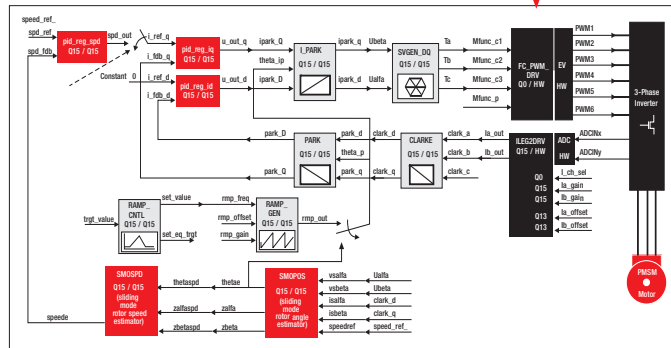 speed_ref_
spd_ref
spd_fdb
pid_reg_spd
Q15 / Q15
spd_out
i_ref_q
i_fdb_q
Constant 0
i_ref_d
i_fdb_d
pid_reg_iq
Q15 / Q15
pid_reg_id
Q15 / Q15
u_out_q
u_out_d
ipark_Q
theta_ip
ipark_D
I_PARK
Q15 / Q15
ipark_q
ipark_d
Ubeta
Ualfa
SVGEN_DQ
Q15 / Q15
Ta
Tb
Tc
Mfunc_c1
Mfunc_c2
Mfunc_c3
Mfunc_p
FC_PWM_
DRV
Q0 / HW
EV
HW
PWM1
PWM2
PWM3
PWM4
PWM5
PWM6
3-Phase
Inverter
park_D
park_Q
PARK
Q15 / Q15
park_d
theta_p
park_q
clark_d
clark_q
CLARKE
Q15 / Q15
clark_a
clark_b
clark_c
Ia_out
Ib_out
ILEG2DRV
Q15 / HW
ADC
HW
ADCINx
ADCINy
Q0
Q15
Q15
Q13
Q13
I_ch_sel
Ia_gain
Ib_gain
Ia_offset
Ib_offset
trgt_value
RAMP_
CNTL
Q15 / Q15
set_value
set_eq_trgt
rmp_freq
rmp_offset
rmp_gain
RAMP_
GEN
Q15 / Q15
rmp_out
speede
SMOSPD
Q15 / Q15
(sliding
mode
rotor speed
estimator)
thetaspd
zalfaspd
zbetaspd
thetae
zalfa
zbeta
SMOPOS
Q15 / Q15
(sliding
mode
rotor angle
estimator)
vsalfa
vsbeta
isalfa
isbeta
speedref
Ualfa
Ubeta
clark_d
clark_q
speed_ref_
PMSM
Motor